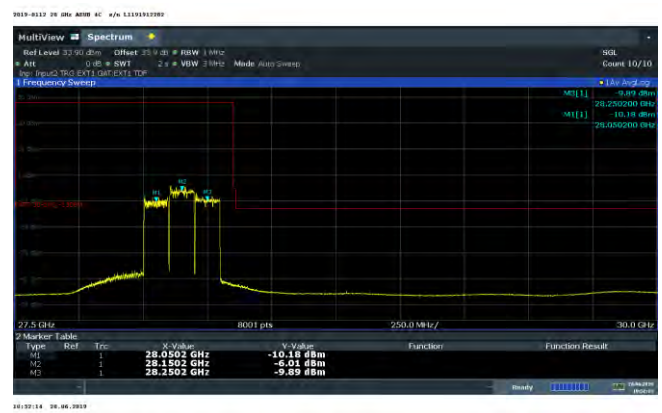 2019-0112 28 GHz AEUB 4C s/n L1191912202
MultiView Spectrum
Ref Level 33.90 dBm Offset 33.9 dB RBW 1 MHz SGL
Att 0 dB SWT 2 s VBW 3 MHz Mode Auto Sweep Count 10/10
Inp: Input2 TRG:EXT1 GAT:EXT1 TDF
1 Frequency Sweep 1Av AvgLog
M3[1] -9.89 dBm
28.250200 GHz
M1[1] -10.18 dBm
28.050200 GHz
M1 M2 M3
27.5 GHz 8001 pts 250.0 MHz/ 30.0 GHz
2 Marker Table
Type Ref Trc X-Value Y-Value Function Function Result
M1 1 28.0502 GHz -10.18 dBm
M2 1 28.1502 GHz -6.01 dBm
M3 1 28.2502 GHz -9.89 dBm
Ready
10:32:14 28.06.2019